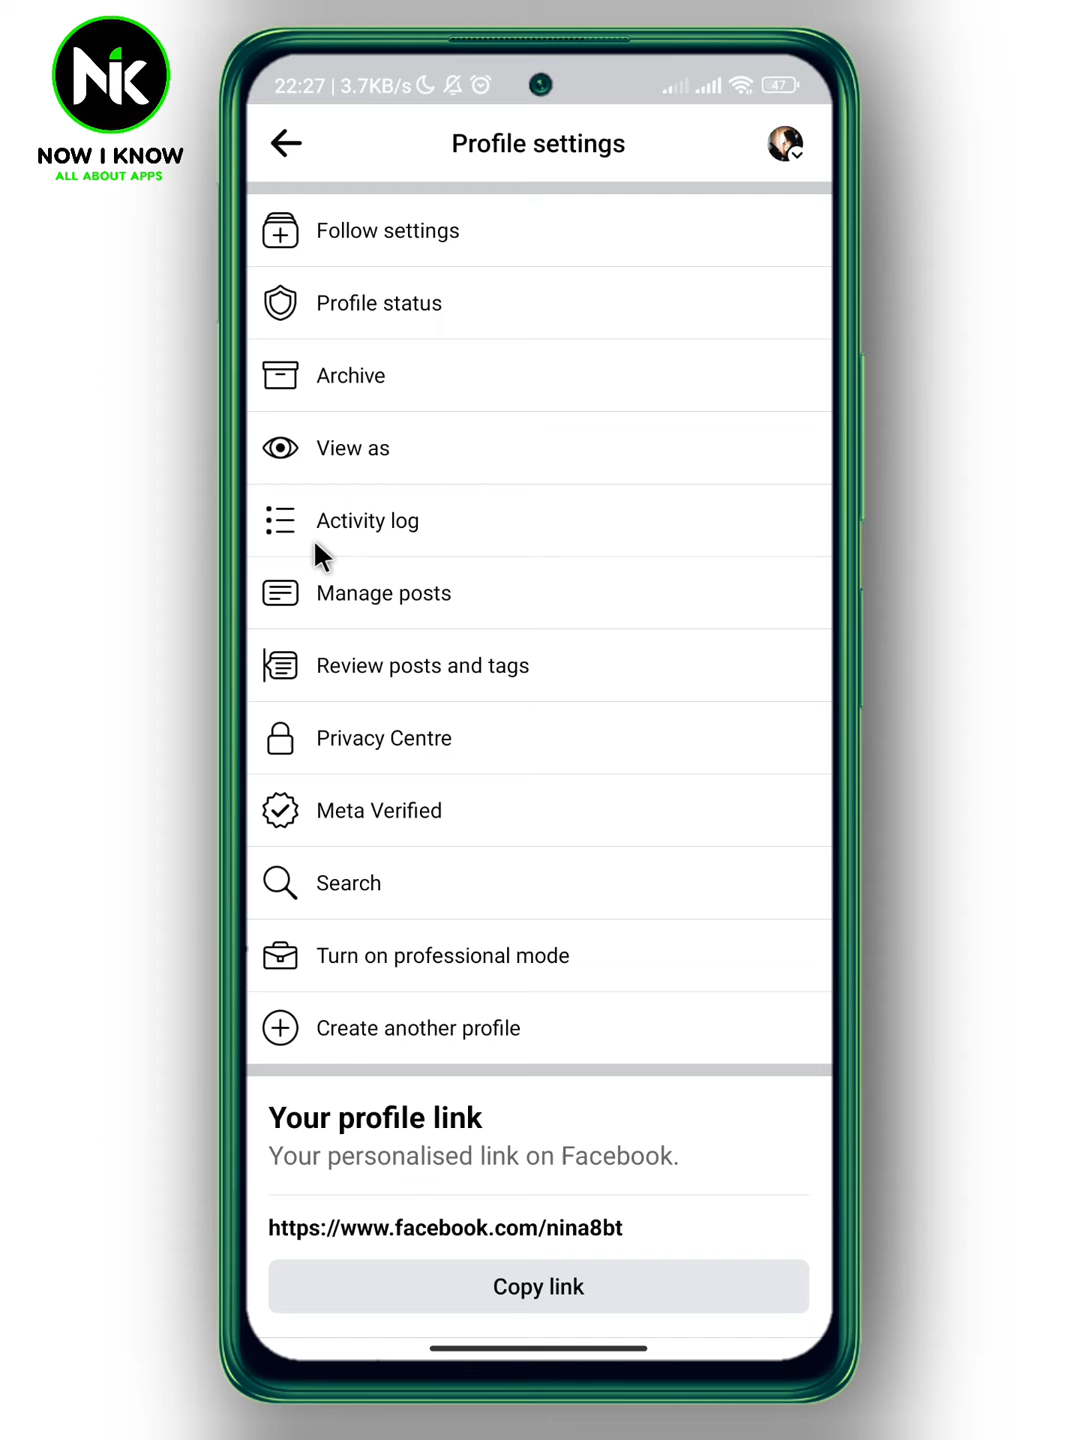 NIK
NOW I KNOW
ALL ABOUT APPS
22:27 | 3.7KB/s
47
Profile settings
Follow settings
Profile status
Archive
View as
Activity log
Manage posts
Review posts and tags
Privacy Centre
Meta Verified
Search
Turn on professional mode
Create another profile
Your profile link
Your personalised link on Facebook.
https://www.facebook.com/nina8bt
Copy link